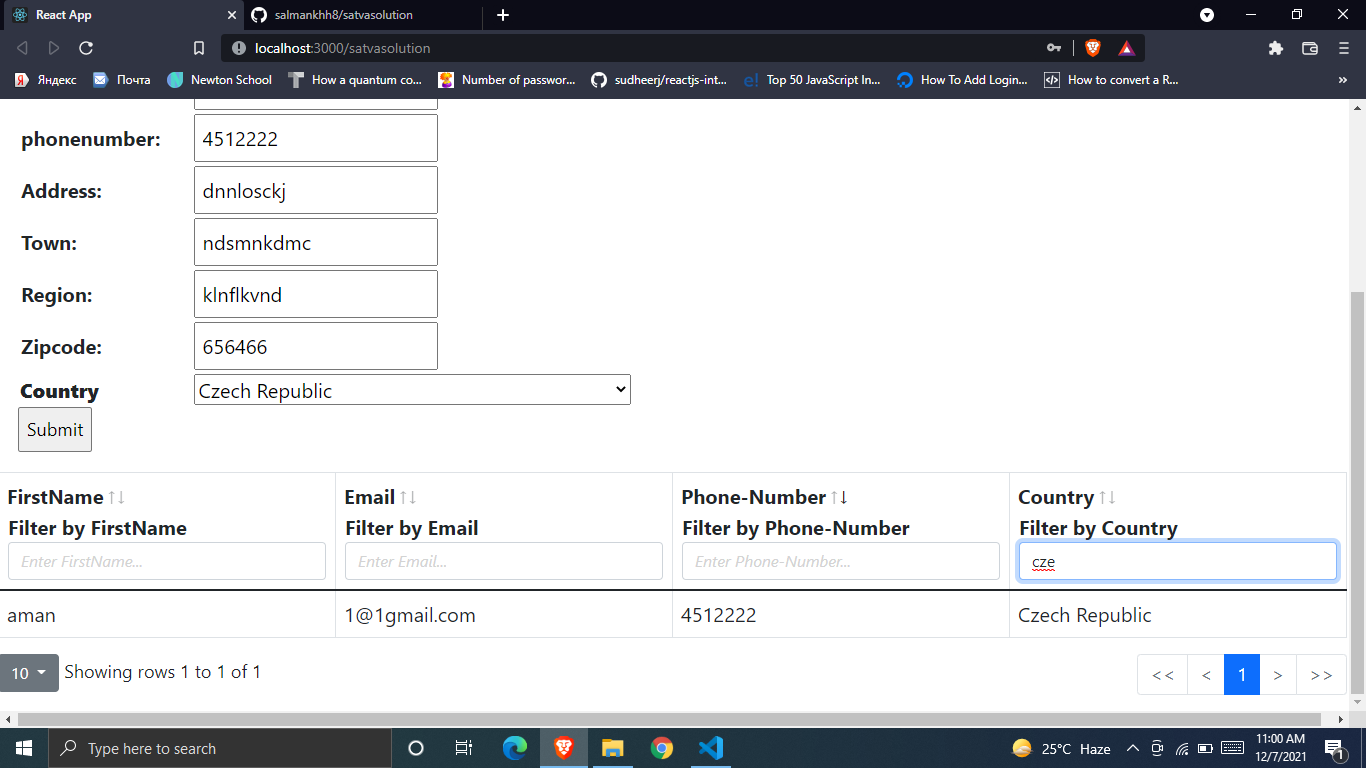 React App
salmankhh8/satvasolution
localhost:3000/satvasolution
Яндекс
Почта
Newton School
How a quantum co...
Number of passwor...
sudheerj/reactjs-int...
Top 50 JavaScript In...
How To Add Login...
How to convert a R...
»
phonenumber: 4512222
Address: dnnlosckj
Town: ndsmnkdmc
Region: klnflkvnd
Zipcode: 656466
Country Czech Republic
Submit
FirstName ↑↓ Email ↑↓ Phone-Number ↑↓ Country ↑↓
Filter by FirstName Filter by Email Filter by Phone-Number Filter by Country
Enter FirstName... Enter Email... Enter Phone-Number... cze
aman 1@1gmail.com 4512222 Czech Republic
10 Showing rows 1 to 1 of 1 << < 1 > >>
Type here to search
25°C Haze
11:00 AM
12/7/2021
1